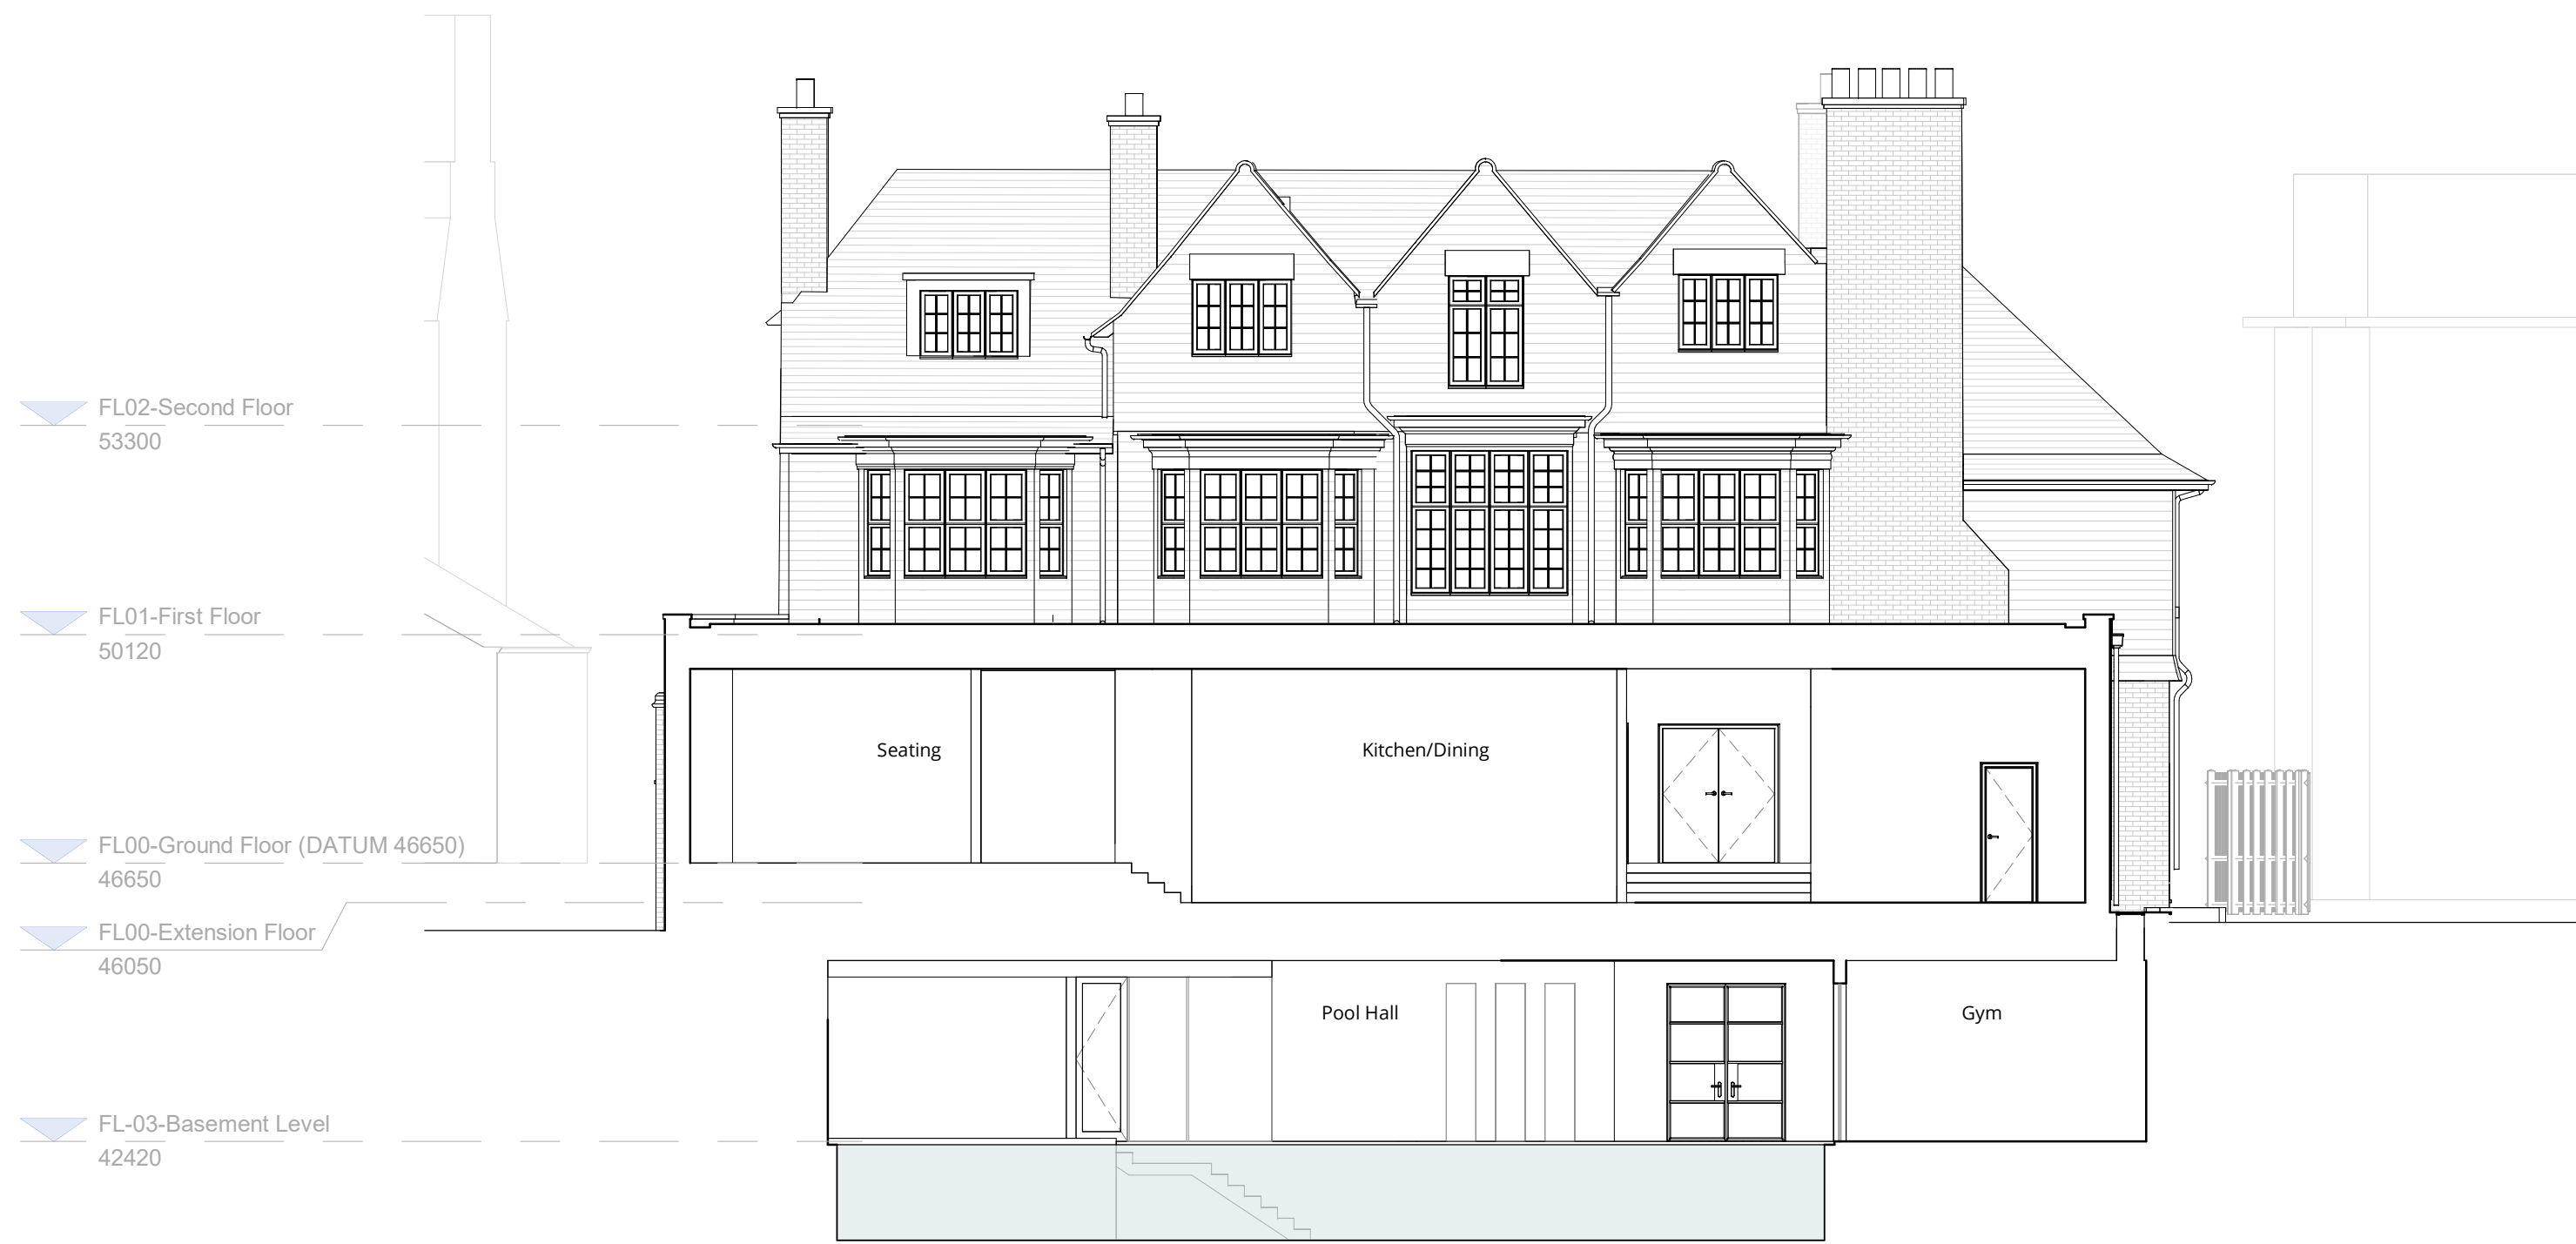 FL02-Second Floor
53300
FL01-First Floor
50120
Seating
Kitchen/Dining
FL00-Ground Floor (DATUM 46650)
46650
FL00-Extension Floor
46050
Pool Hall
Gym
FL-03-Basement Level
42420